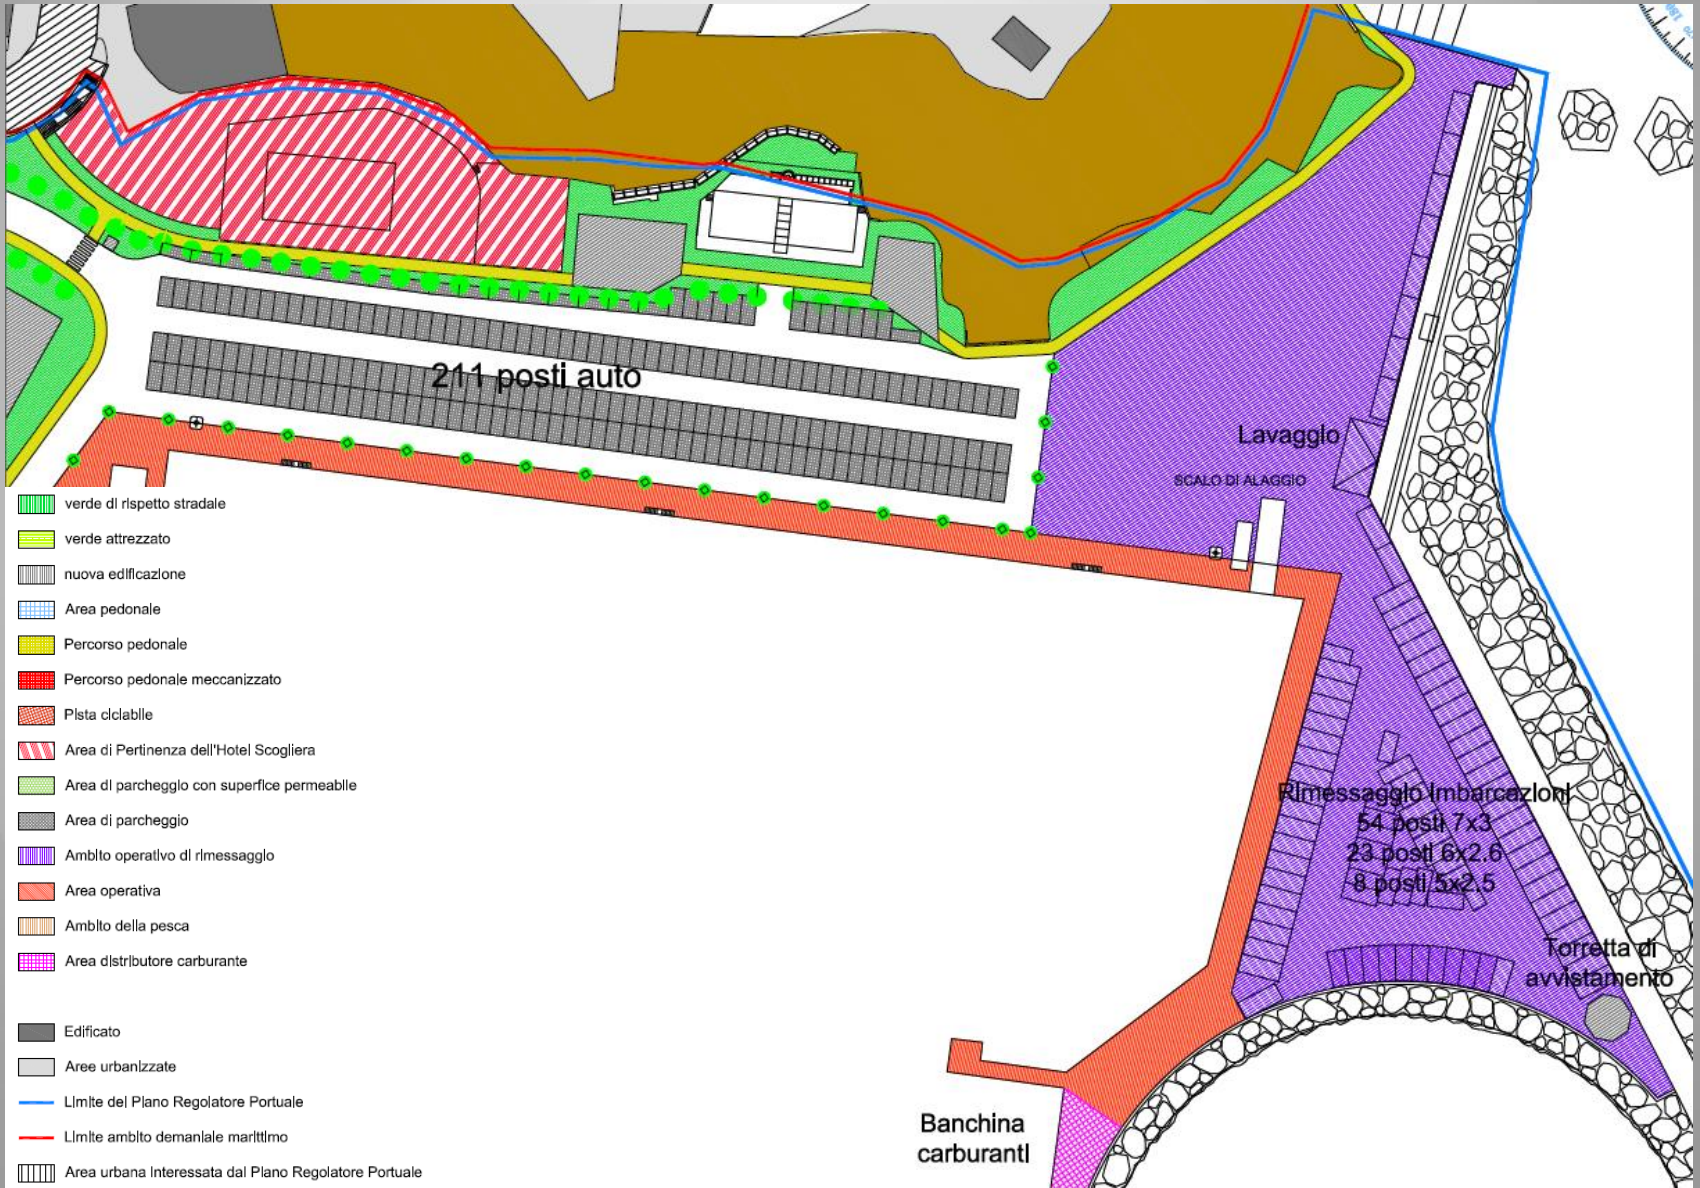 180
211 posti auto
Lavaggio
SCALO DI ALAGGIO
verde di rispetto stradale
verde attrezzato
nuova edificazione
Area pedonale
Percorso pedonale
Percorso pedonale meccanizzato
Pista ciclabile
Area di Pertinenza dell'Hotel Scogliera
Area di parcheggio con superfice permeabile
Area di parcheggio
Ambito operativo di rimessaggio
Area operativa
Ambito della pesca
Area distributore carburante
Edificato
Aree urbanizzate
Limite del Piano Regolatore Portuale
Limite ambito demaniale marittimo
Area urbana interessata dal Piano Regolatore Portuale
Rimessaggio imbarcazioni
54 posti 7x3
23 posti 6x2.6
8 posti 5x2.5
Torretta di
avvistamento
Banchina
carburanti